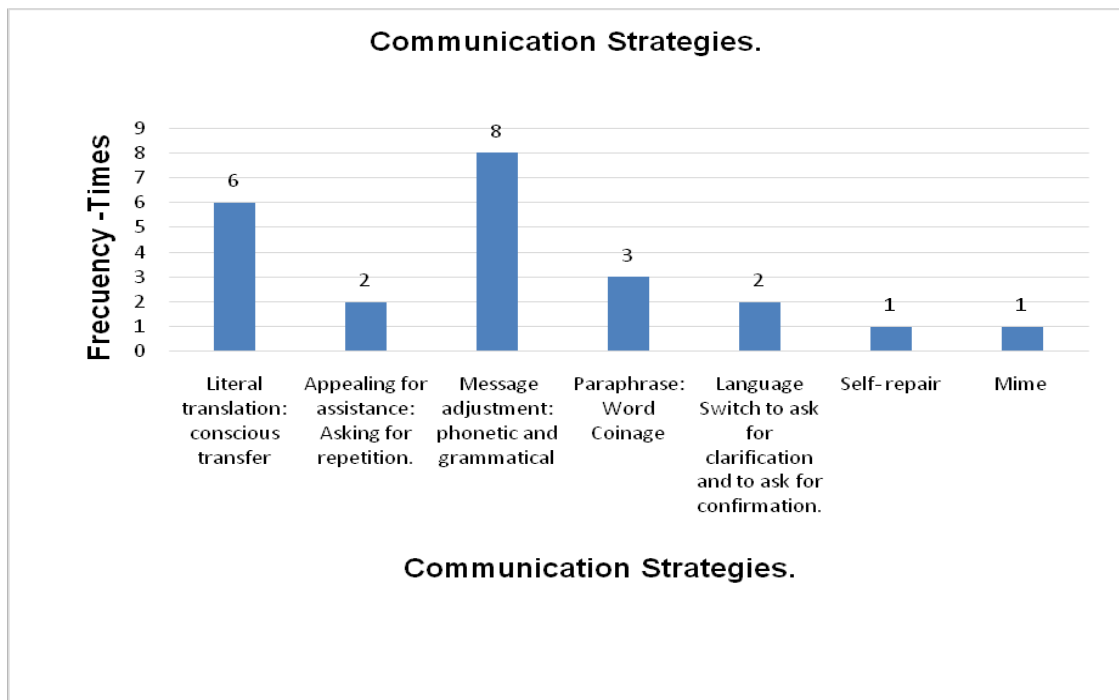 Communication Strategies.
Frecuency -Times
9
8
7
6
5
4
3
2
1
0
6
2
8
3
2
1
1
Literal
translation:
conscious
transfer
Appealing for
assistance:
Asking for
repetition.
Message
adjustment:
phonetic and
grammatical
Paraphrase:
Word
Coinage
Language
Switch to ask
for
clarification
and to ask for
confirmation.
Self-repair
Mime
Communication Strategies.